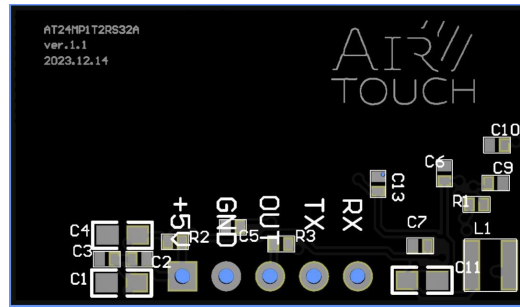 AT24MP1T2RS32A
ver.1.1
2023.12.14
AIR
TOUCH
C10
C6
C9
C13
R1
+5V
GND
OUT
TX
RX
C4
R2
C5
R3
C7
L1
C3
C2
C1
C11